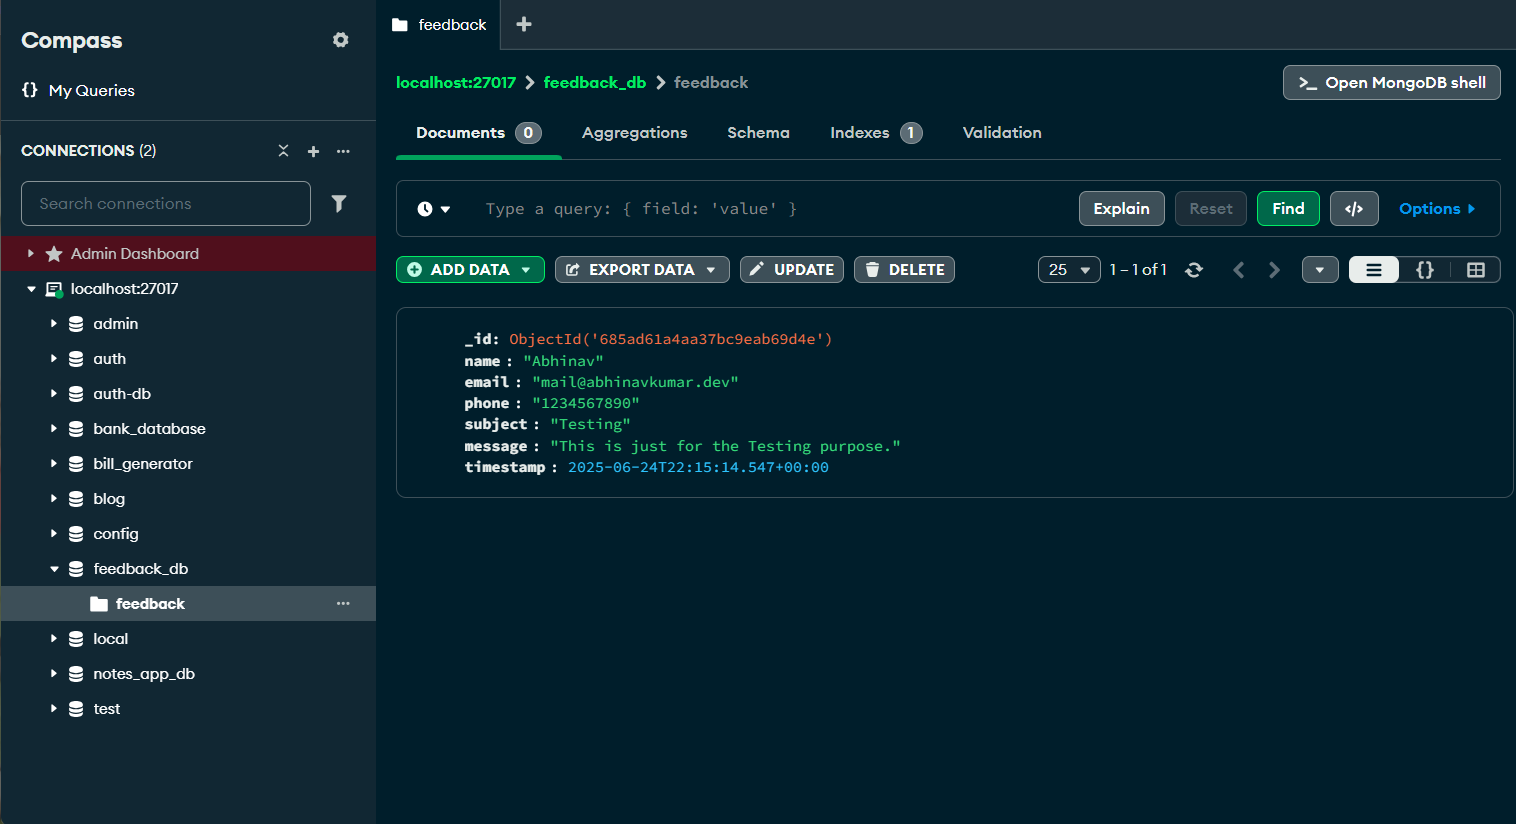 Compass
My Queries
CONNECTIONS (2)
Search connections
Admin Dashboard
localhost:27017
admin
auth
auth-db
bank_database
bill_generator
blog
config
feedback_db
feedback
local
notes_app_db
test
feedback
localhost:27017 > feedback_db > feedback
>_ Open MongoDB shell
Documents 0 Aggregations Schema Indexes 1 Validation
Type a query: { field: 'value' }
Explain Reset Find </> Options
ADD DATA EXPORT DATA UPDATE DELETE
25 1 – 1 of 1 {}
_id: ObjectId('685ad61a4aa37bc9eab69d4e')
name : "Abhinav"
email : "mail@abhinavkumar.dev"
phone : "1234567890"
subject : "Testing"
message : "This is just for the Testing purpose."
timestamp : 2025-06-24T22:15:14.547+00:00